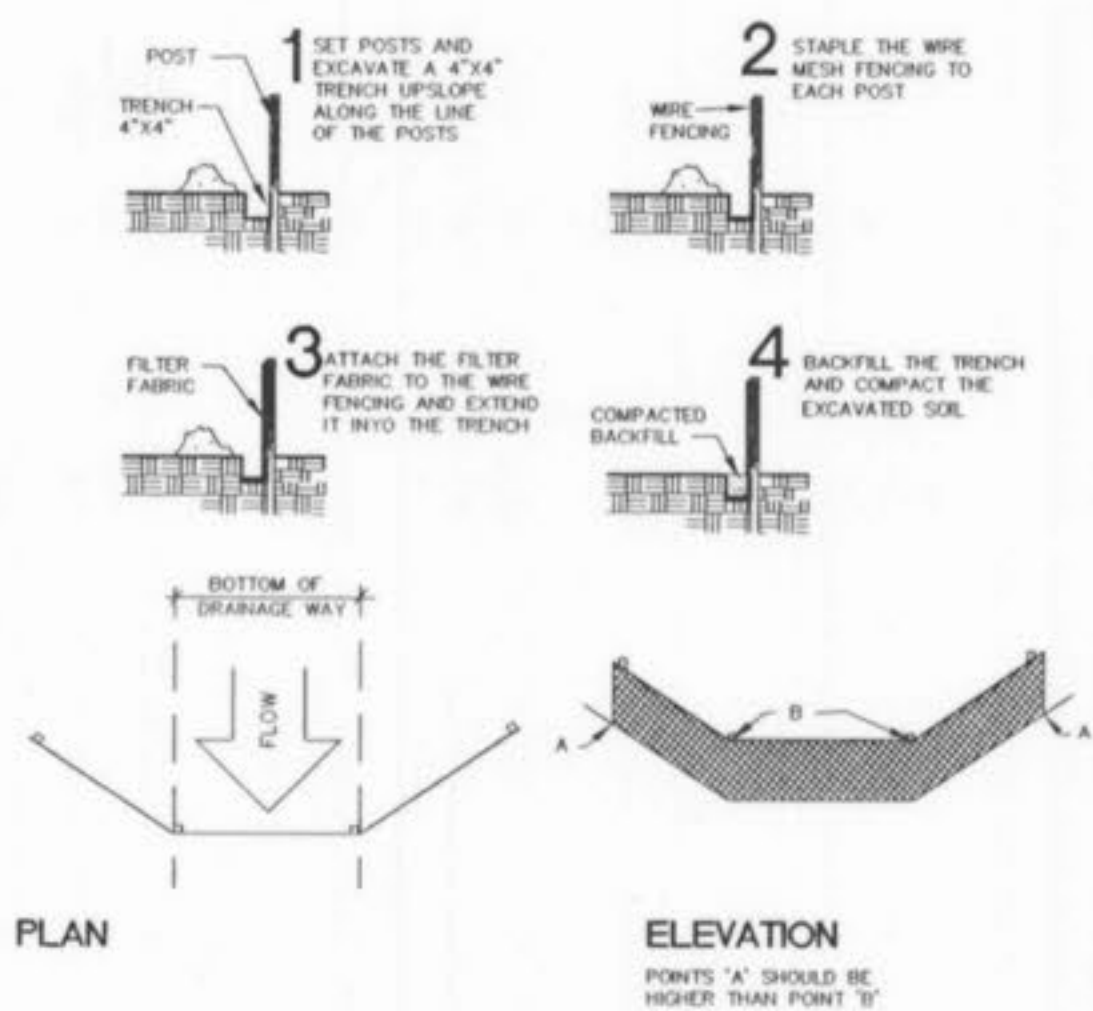 1
SET POSTS AND
EXCAVATE A 4"X4"
TRENCH UPSLOPE
ALONG THE LINE
OF THE POSTS
POST
TRENCH
4"X4"
2
STAPLE THE WIRE
MESH FENCING TO
EACH POST.
WIRE
FENCING
3
ATTACH THE FILTER
FABRIC TO THE WIRE
FENCING AND EXTEND
IT INYO THE TRENCH
FILTER
FABRIC
4
BACKFILL THE TRENCH
AND COMPACT THE
EXCAVATED SOIL
COMPACTED
BACKFILL
BOTTOM OF
DRAINAGE WAY
FLOW
PLAN
A
B
A
ELEVATION
POINTS 'A' SHOULD BE
HIGHER THAN POINT 'B'